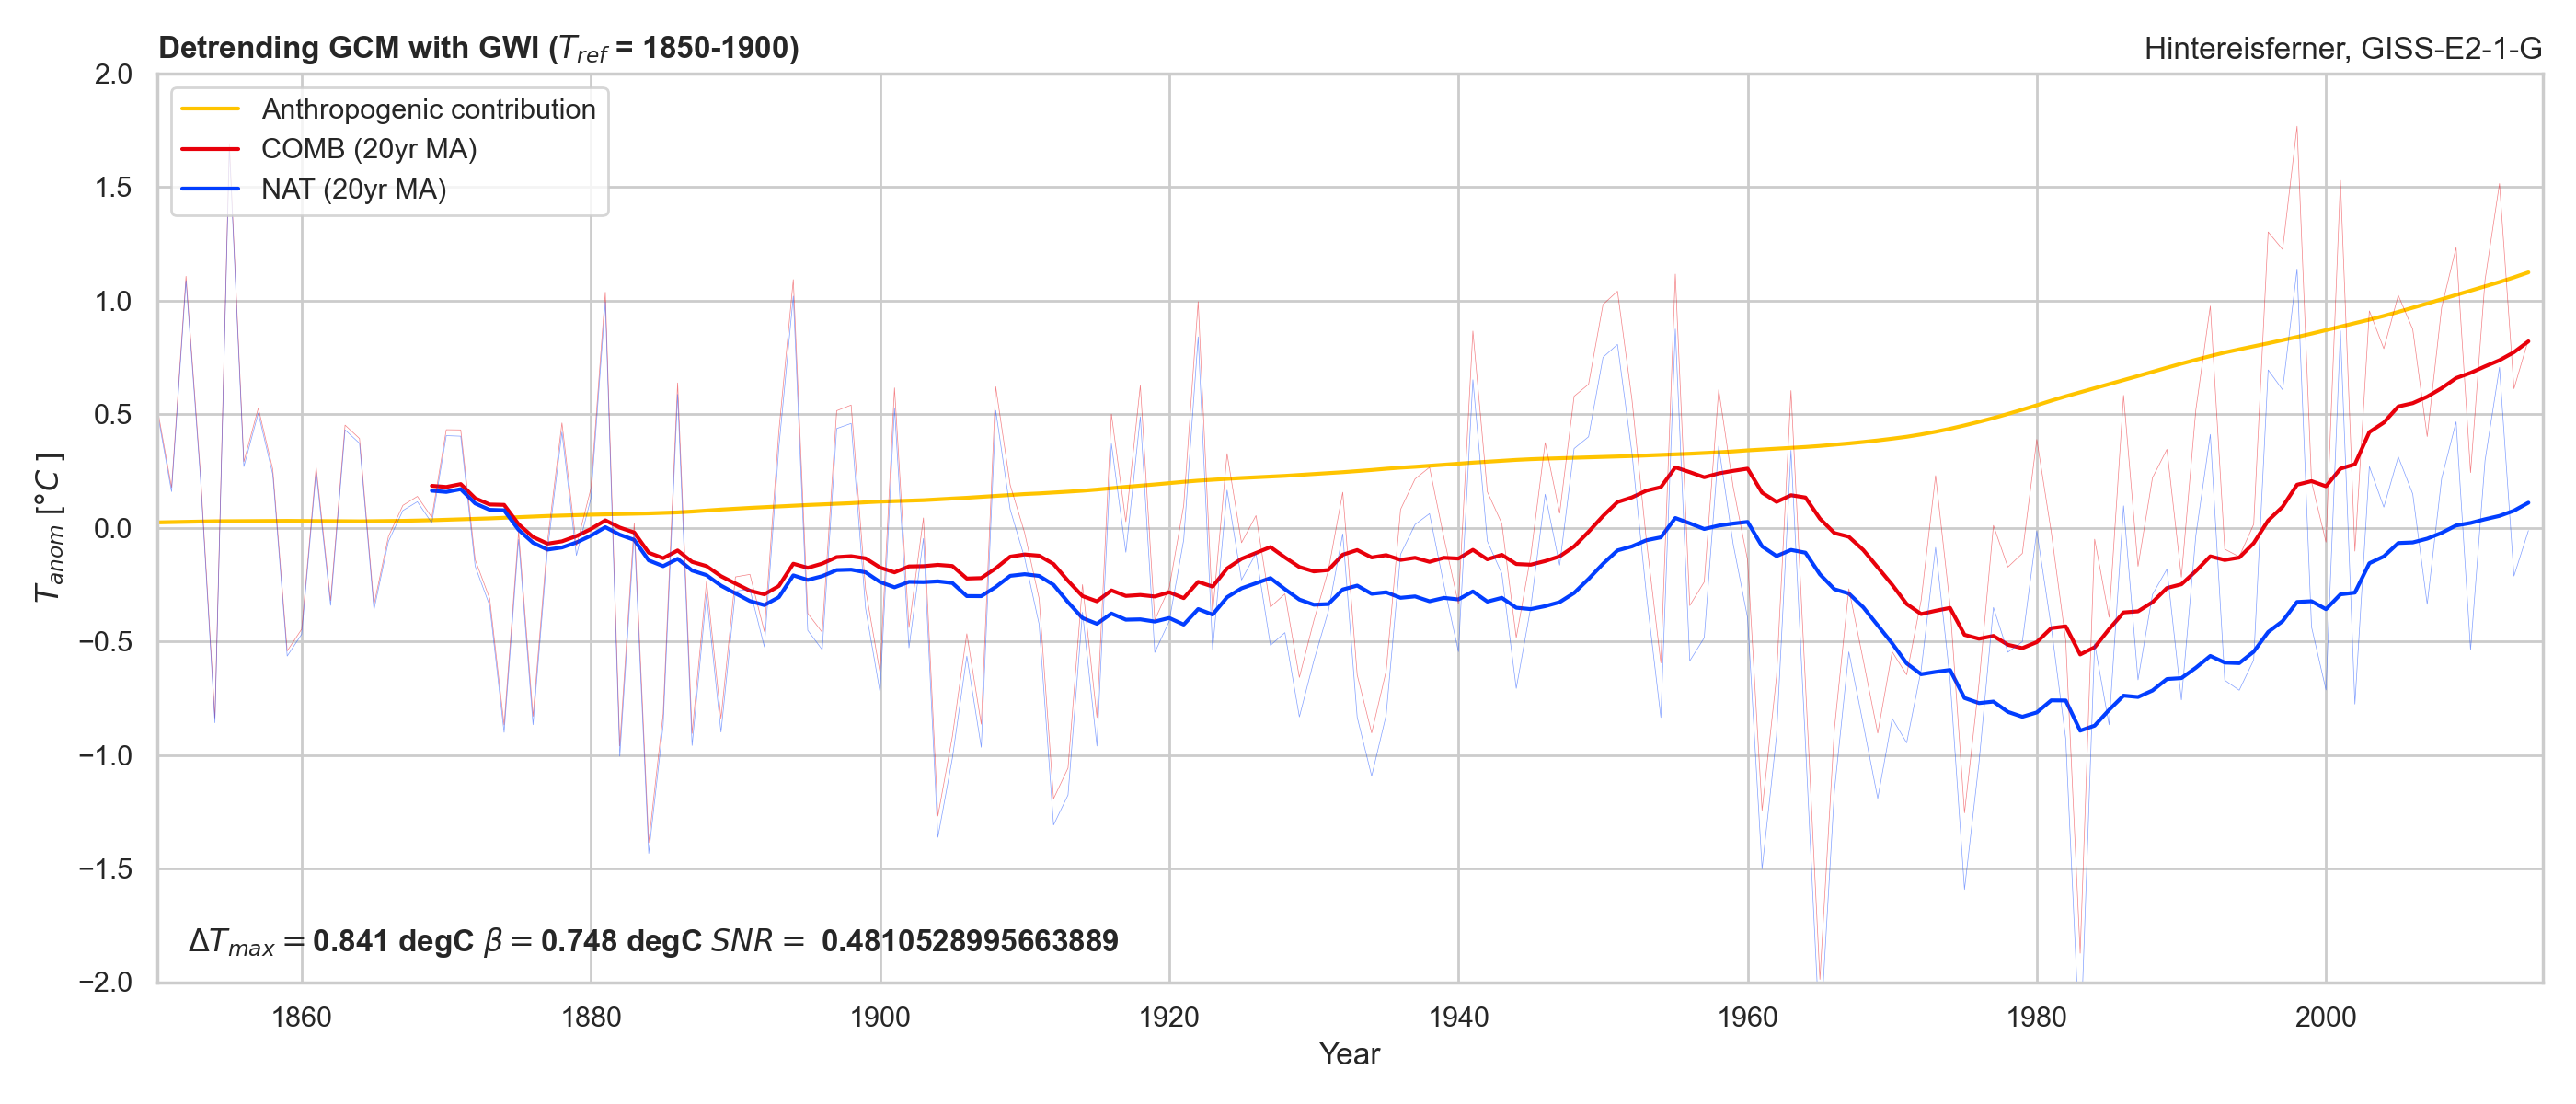 Detrending GCM with GWI (T_ref = 1850-1900)
Hintereisferner, GISS-E2-1-G
Anthropogenic contribution
COMB (20yr MA)
NAT (20yr MA)
T_anom [°C ]
2.0
1.5
1.0
0.5
0.0
−0.5
−1.0
−1.5
−2.0
ΔT_max = 0.841 degC β = 0.748 degC SNR = 0.4810528995663889
1860 1880 1900 1920 1940 1960 1980 2000
Year